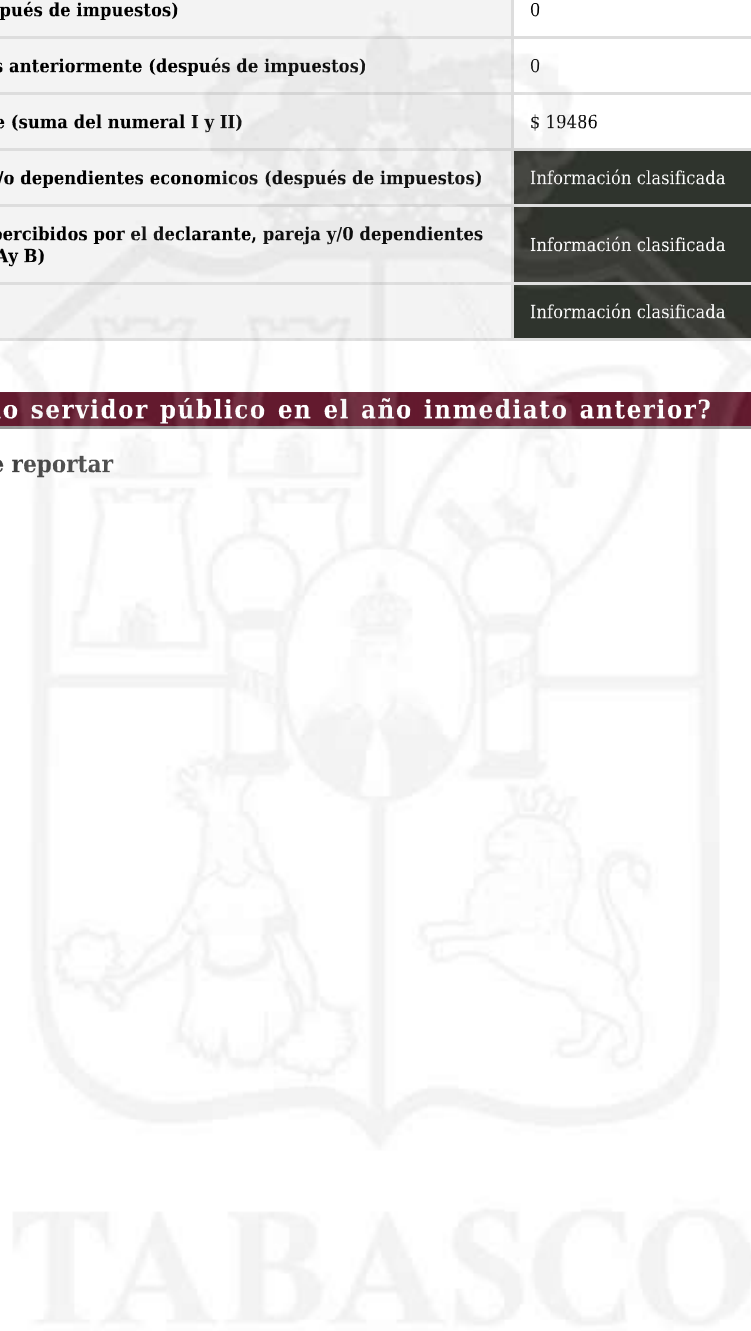 pués de impuestos)
0
s anteriormente (después de impuestos)
0
e (suma del numeral I y II)
$ 19486
/o dependientes economicos (después de impuestos)
Información clasificada
percibidos por el declarante, pareja y/0 dependientes
Información clasificada
Ay B)
Información clasificada
o servidor público en el año inmediato anterior?
e reportar
TABASCO